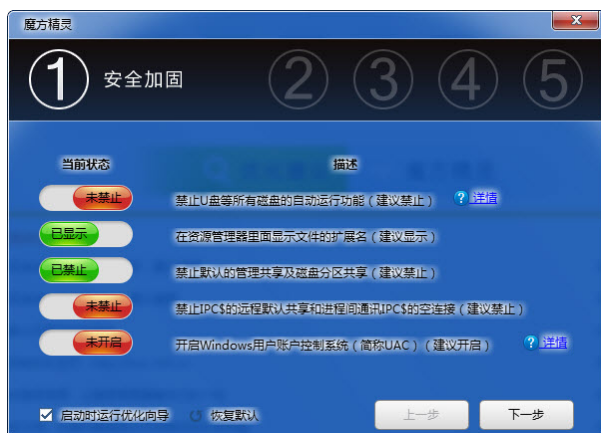 魔方精灵
1 安全加固 2 3 4 5
当前状态 描述
未禁止 禁止U盘等所有磁盘的自动运行功能（建议禁止） ? 详情
已显示 在资源管理器里面显示文件的扩展名（建议显示）
已禁止 禁止默认的管理共享及磁盘分区共享（建议禁止）
未禁止 禁止IPC$的远程默认共享和进程间通讯IPC$的空连接（建议禁止）
未开启 开启Windows用户账户控制系统（简称UAC）（建议开启） ? 详情
启动时运行优化向导 恢复默认 上一步 下一步